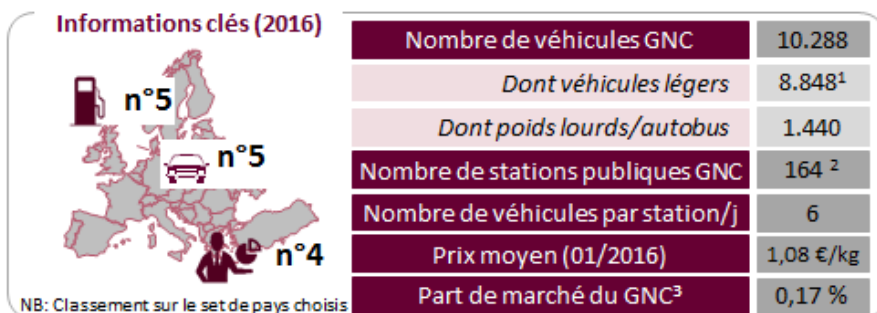 Informations clés (2016)
n°5
n°5
n°4
NB: Classement sur le set de pays choisis
Nombre de véhicules GNC 10.288
Dont véhicules légers 8.848¹
Dont poids lourds/autobus 1.440
Nombre de stations publiques GNC 164 ²
Nombre de véhicules par station/j 6
Prix moyen (01/2016) 1,08 €/kg
Part de marché du GNC³ 0,17 %